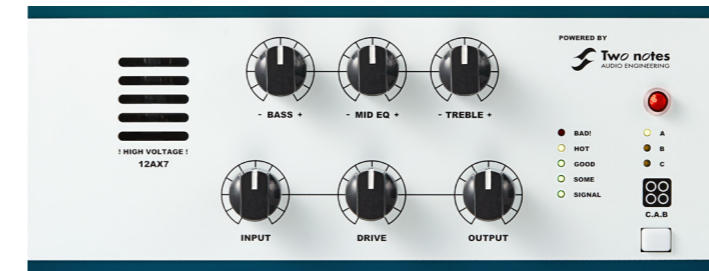 POWERED BY
Two notes
AUDIO ENGINEERING
- BASS +
- MID EQ +
- TREBLE +
! HIGH VOLTAGE !
12AX7
BAD!
HOT
GOOD
SOME
SIGNAL
A
B
C
C.A.B
INPUT
DRIVE
OUTPUT